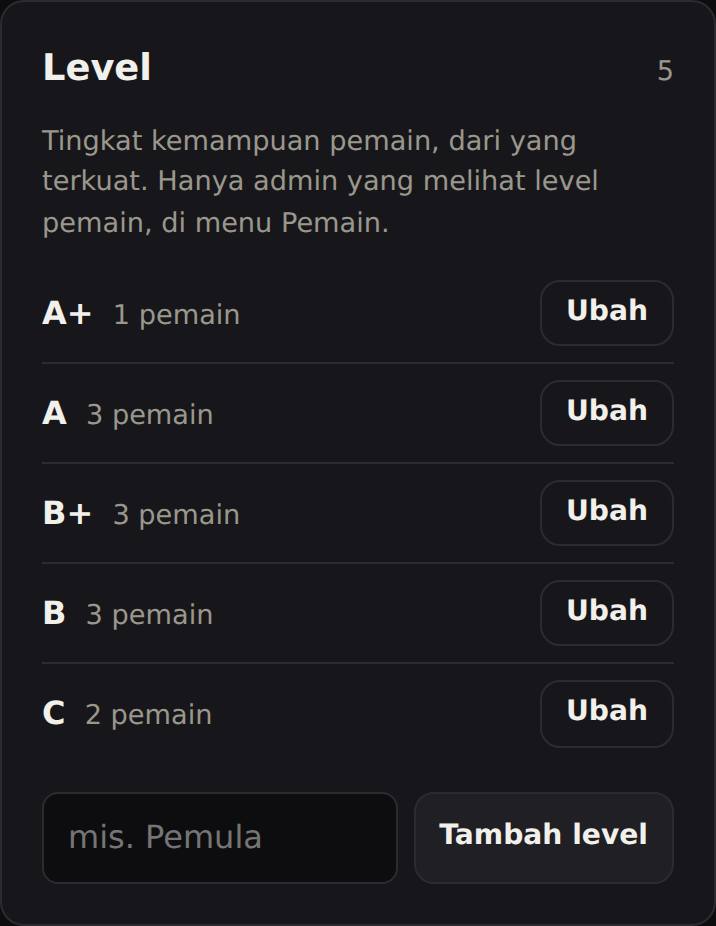 Level 5
Tingkat kemampuan pemain, dari yang
terkuat. Hanya admin yang melihat level
pemain, di menu Pemain.
A+ 1 pemain Ubah
A 3 pemain Ubah
B+ 3 pemain Ubah
B 3 pemain Ubah
C 2 pemain Ubah
mis. Pemula Tambah level